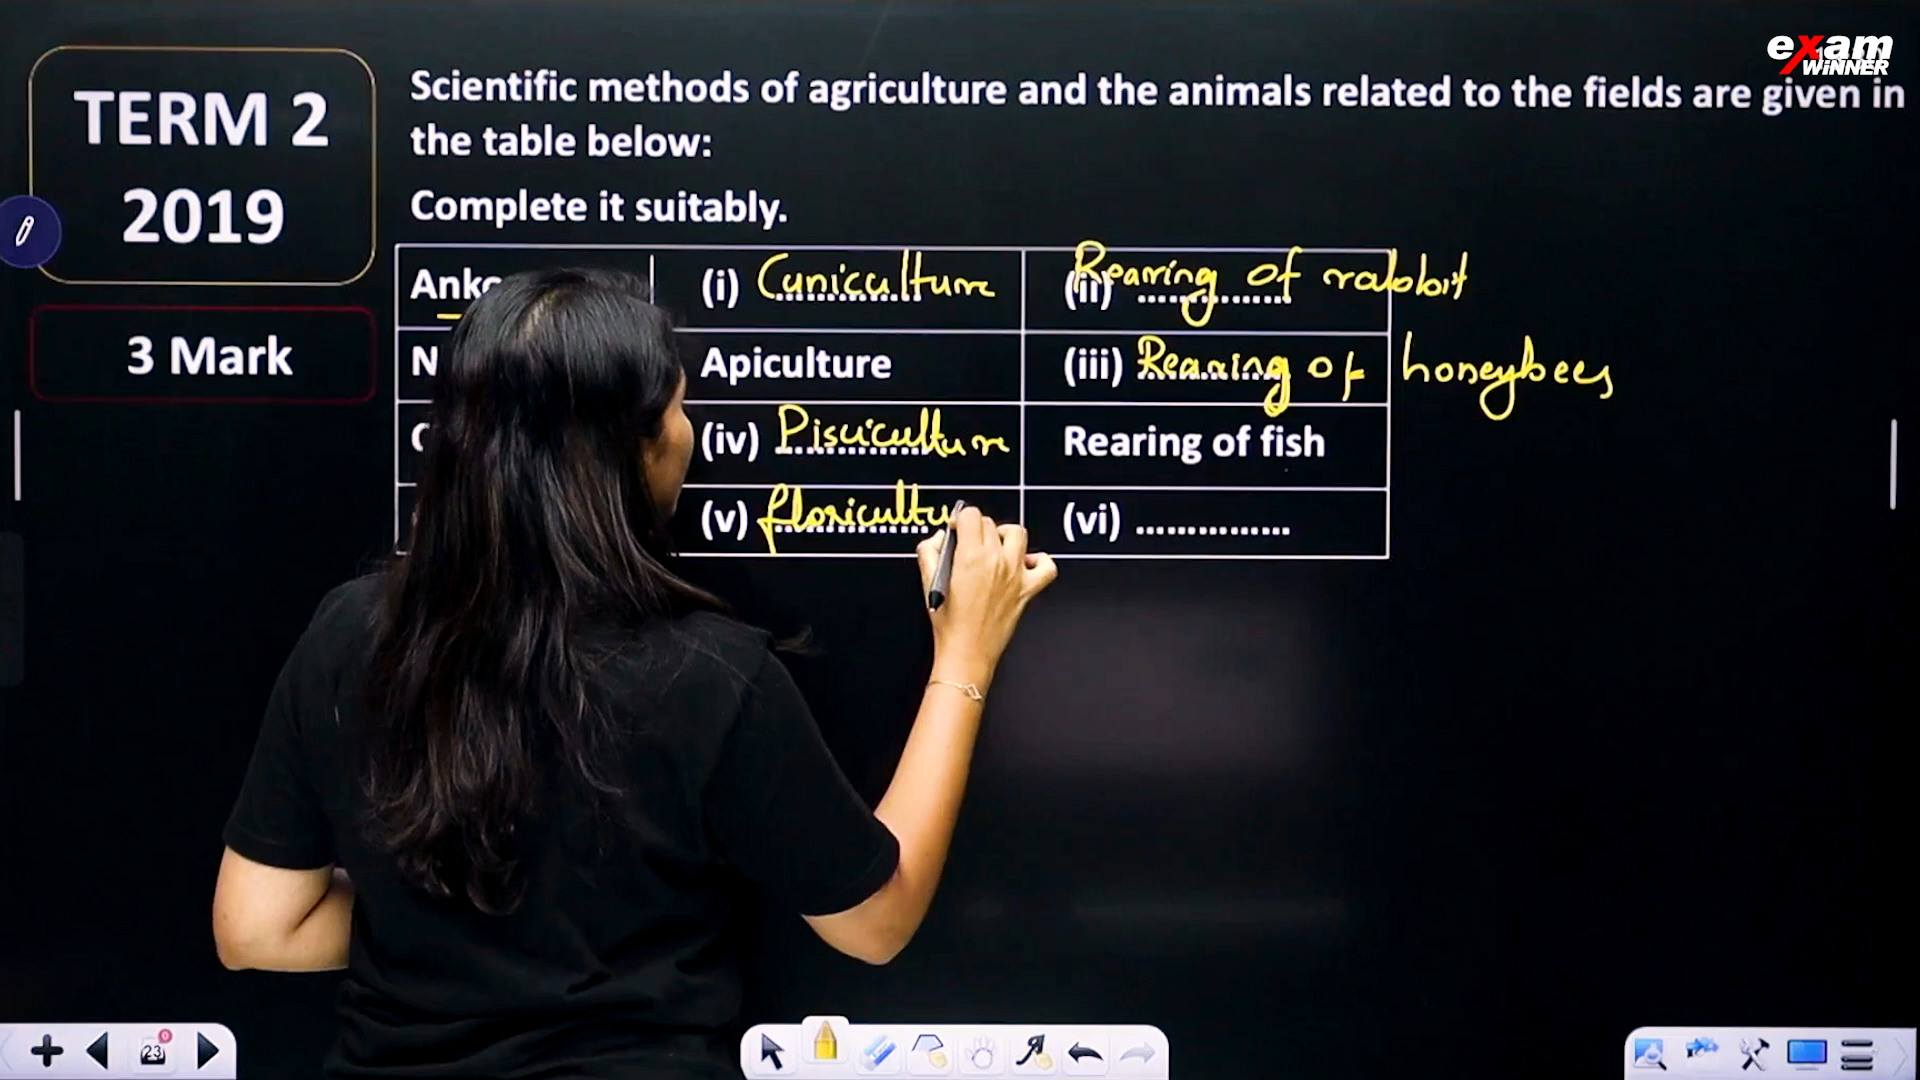 exam
WiNNER
TERM 2
2019
3 Mark
Scientific methods of agriculture and the animals related to the fields are given in
the table below:
Complete it suitably.
(i) Cuniculture (ii) Rearing of rabbit
Apiculture (iii) Rearing of honeybees
(iv) Pisciculture Rearing of fish
(v) floricultu (vi) ...............
23
0